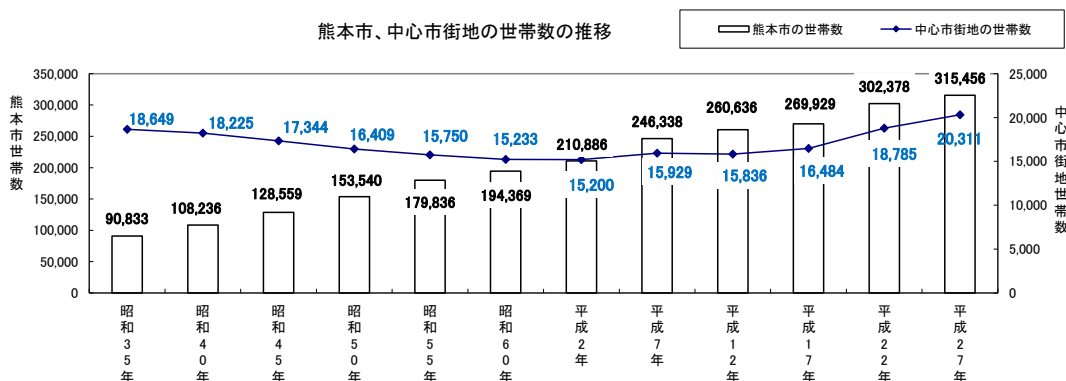 熊本市、中心市街地の世帯数の推移
熊本市の世帯数
中心市街地の世帯数
熊本市世帯数
350,000
300,000
250,000
200,000
150,000
100,000
50,000
0
中心市街地世帯数
25,000
20,000
15,000
10,000
5,000
0
18,649
18,225
17,344
16,409
15,750
15,233
15,200
15,929
15,836
16,484
18,785
20,311
90,833
108,236
128,559
153,540
179,836
194,369
210,886
246,338
260,636
269,929
302,378
315,456
昭和35年
昭和40年
昭和45年
昭和50年
昭和55年
昭和60年
平成2年
平成7年
平成12年
平成17年
平成22年
平成27年